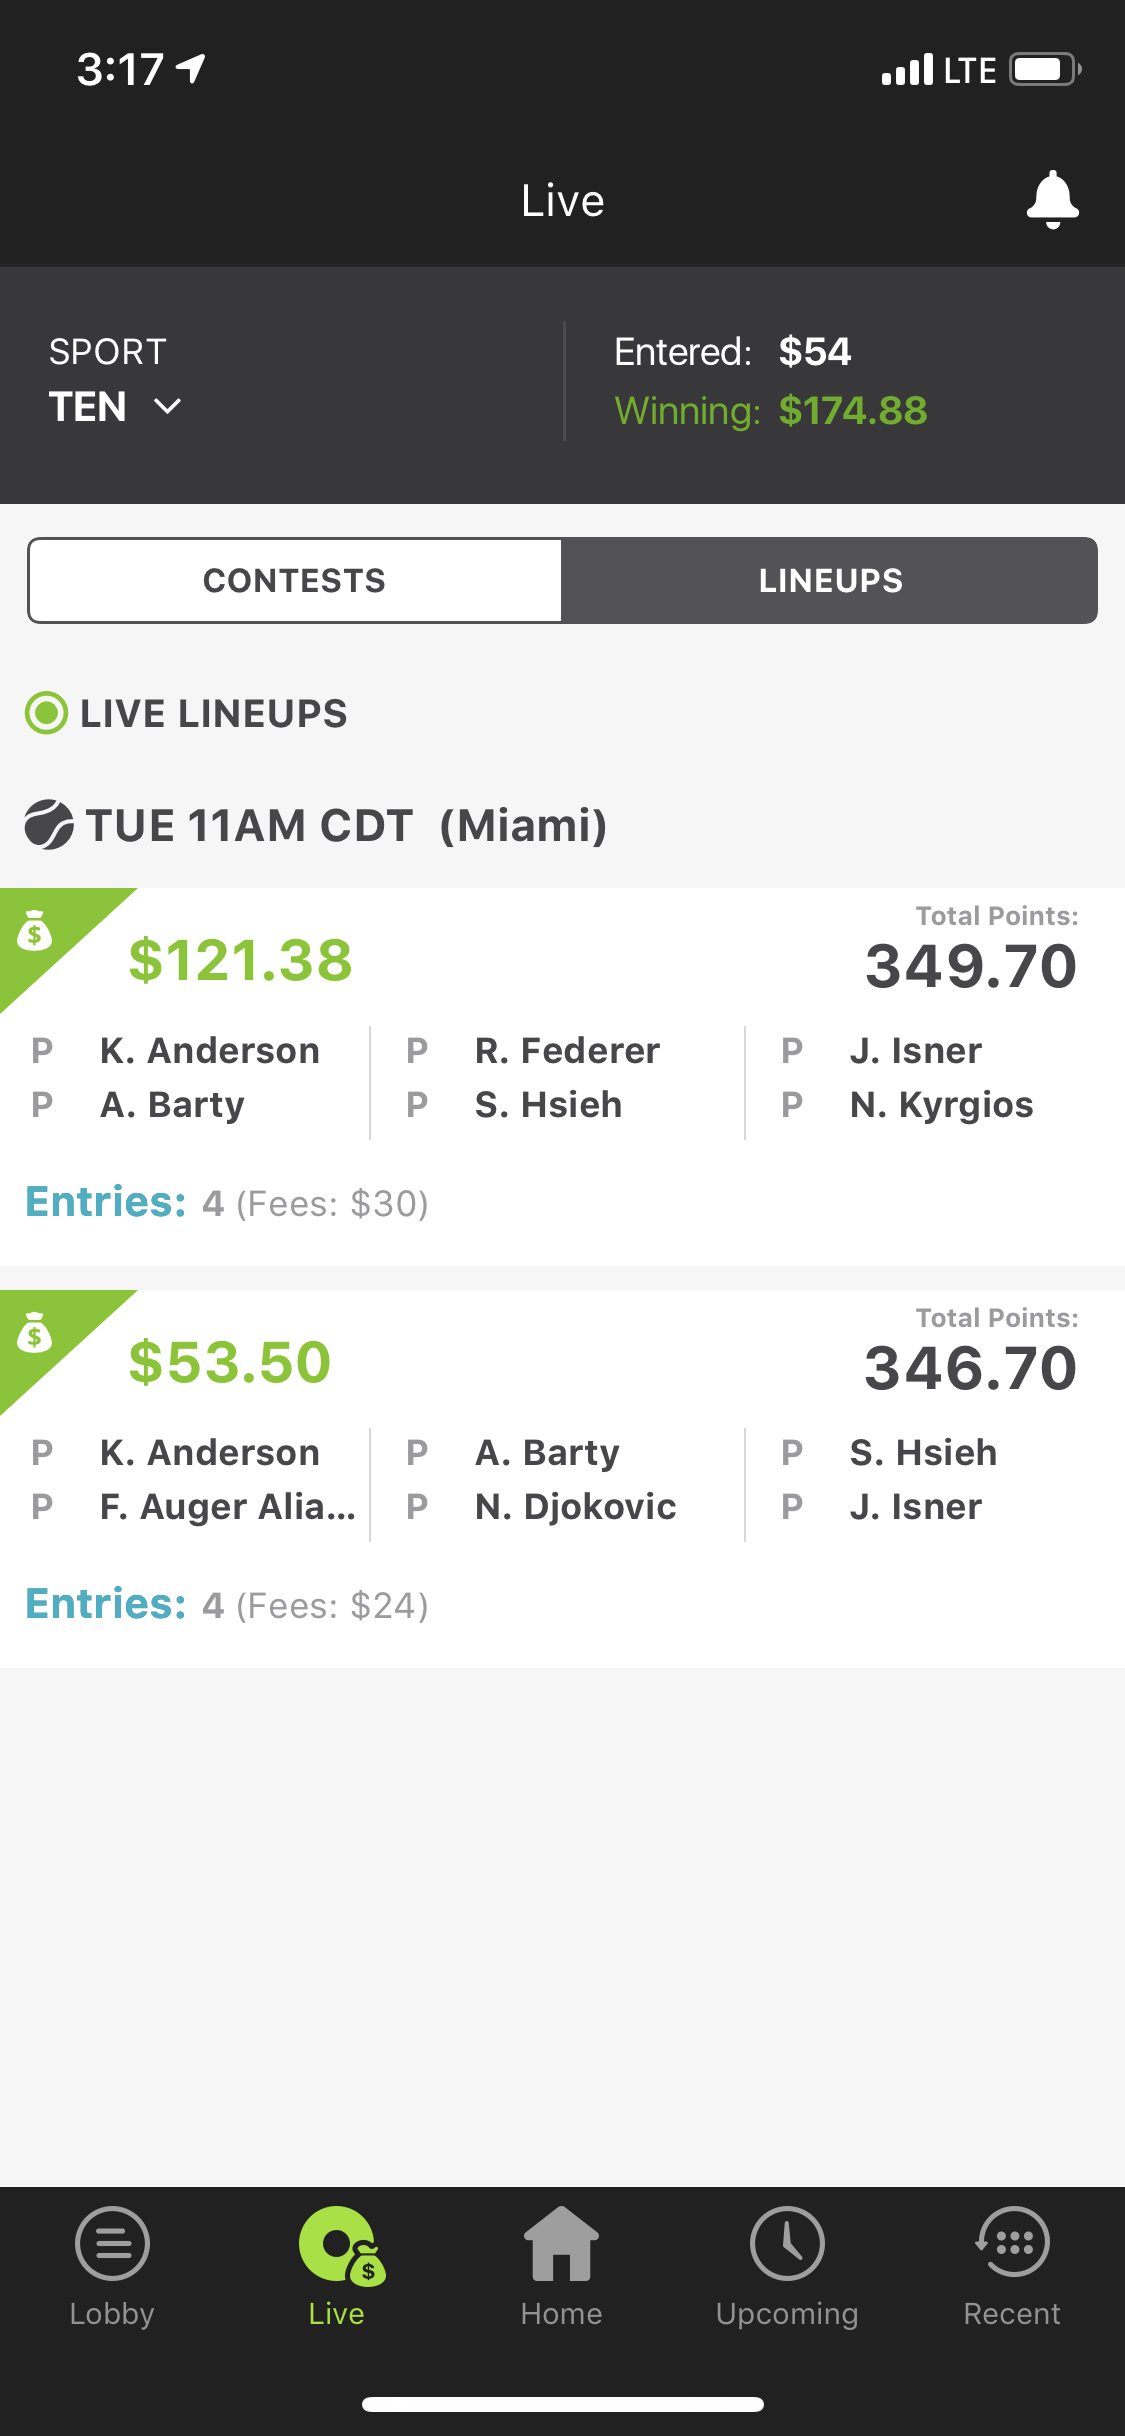 3:17 LTE
Live
SPORT
TEN
Entered: $54
Winning: $174.88
CONTESTS LINEUPS
LIVE LINEUPS
TUE 11AM CDT (Miami)
Total Points:
$121.38 349.70
P K. Anderson P R. Federer P J. Isner
P A. Barty P S. Hsieh P N. Kyrgios
Entries: 4 (Fees: $30)
Total Points:
$53.50 346.70
P K. Anderson P A. Barty P S. Hsieh
P F. Auger Alia... P N. Djokovic P J. Isner
Entries: 4 (Fees: $24)
Lobby Live Home Upcoming Recent